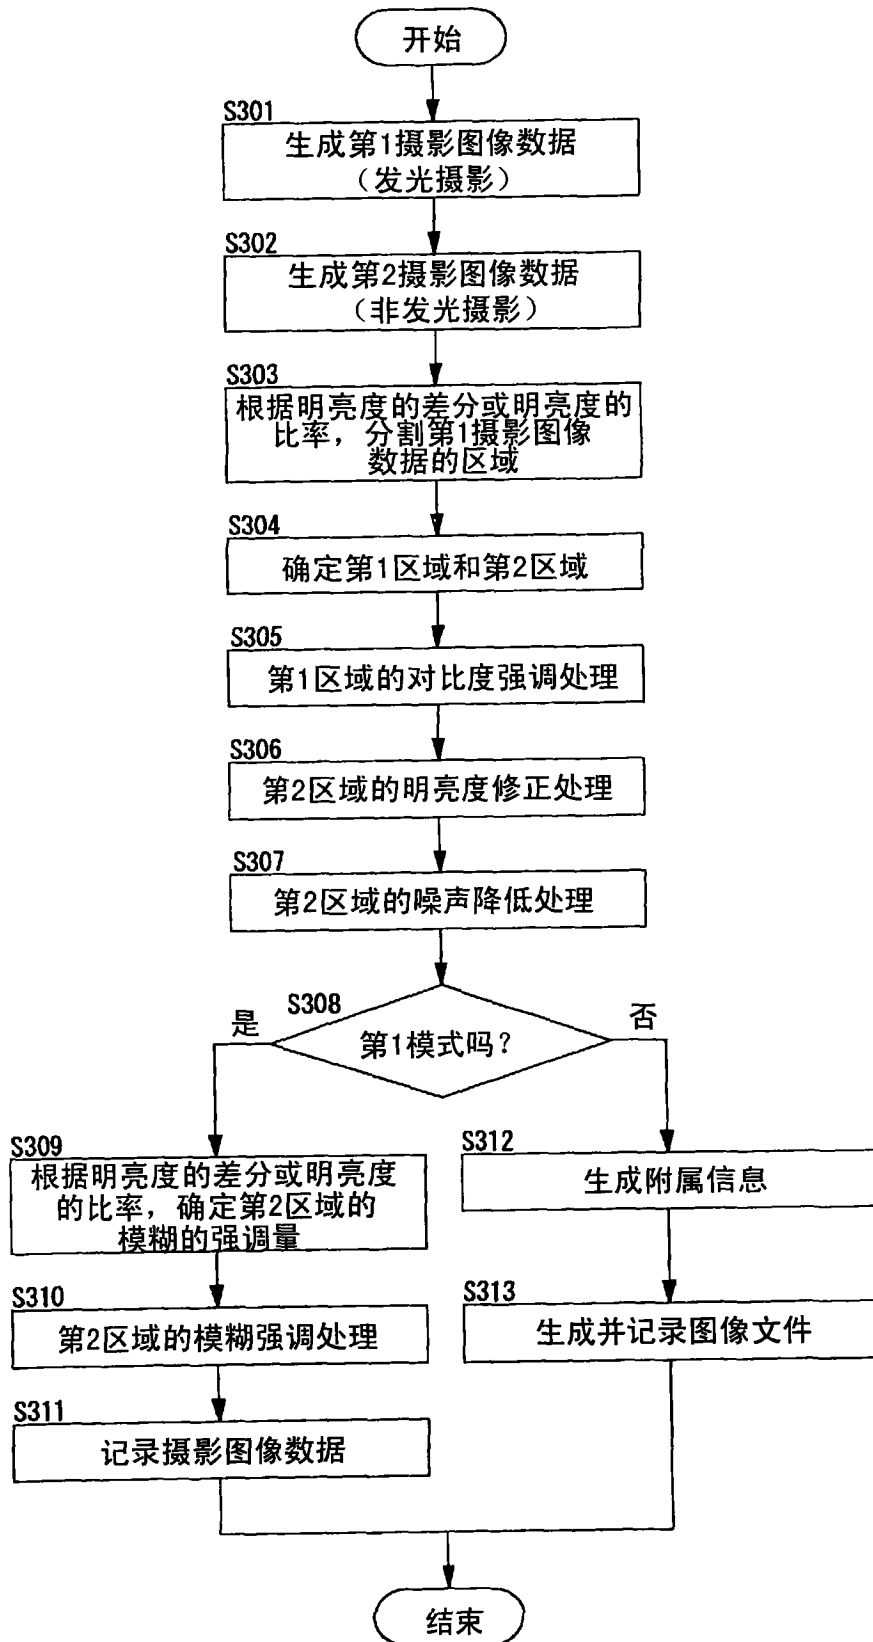 开始
S301
生成第1摄影图像数据
（发光摄影）
S302
生成第2摄影图像数据
（非发光摄影）
S303
根据明亮度的差分或明亮度的
比率，分割第1摄影图像
数据的区域
S304
确定第1区域和第2区域
S305
第1区域的对比度强调处理
S306
第2区域的明亮度修正处理
S307
第2区域的噪声降低处理
S308
第1模式吗？
是
否
S309
根据明亮度的差分或明亮度
的比率，确定第2区域的
模糊的强调量
S310
第2区域的模糊强调处理
S311
记录摄影图像数据
S312
生成附属信息
S313
生成并记录图像文件
结束